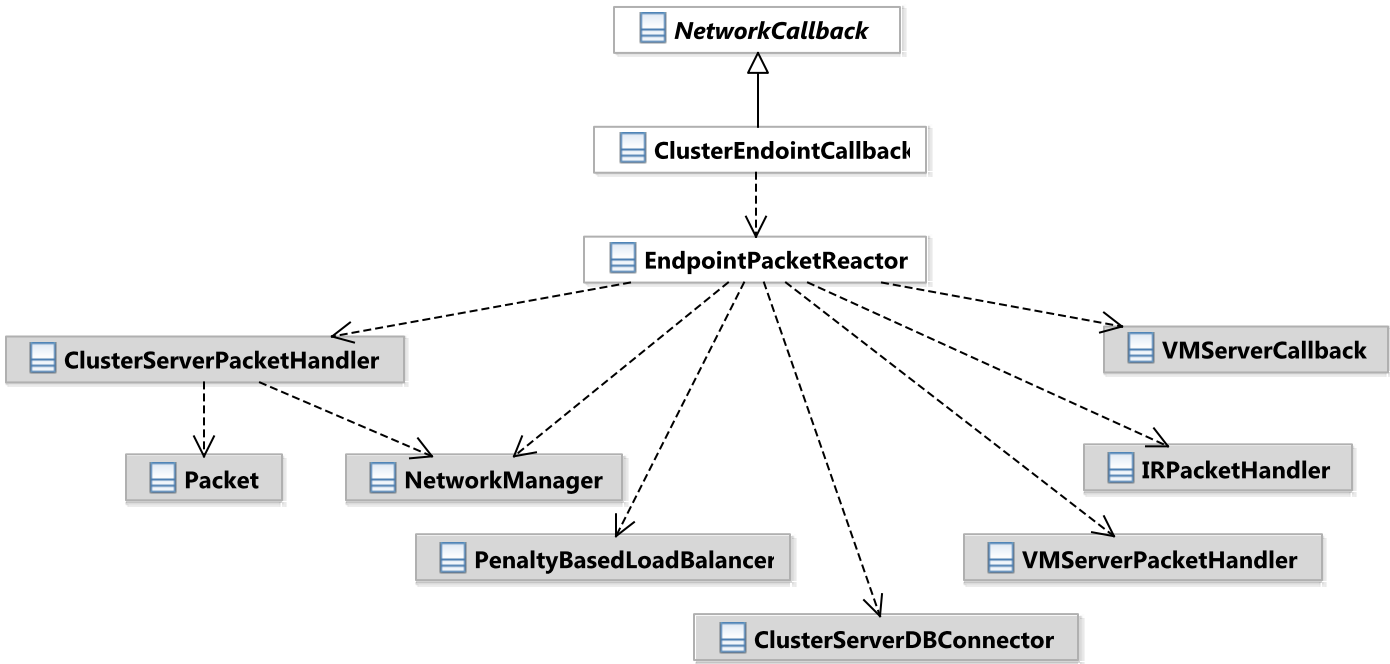 NetworkCallback
ClusterEndointCallback
EndpointPacketReactor
ClusterServerPacketHandler
VMServerCallback
Packet
NetworkManager
IRPacketHandler
PenaltyBasedLoadBalancer
VMServerPacketHandler
ClusterServerDBConnector